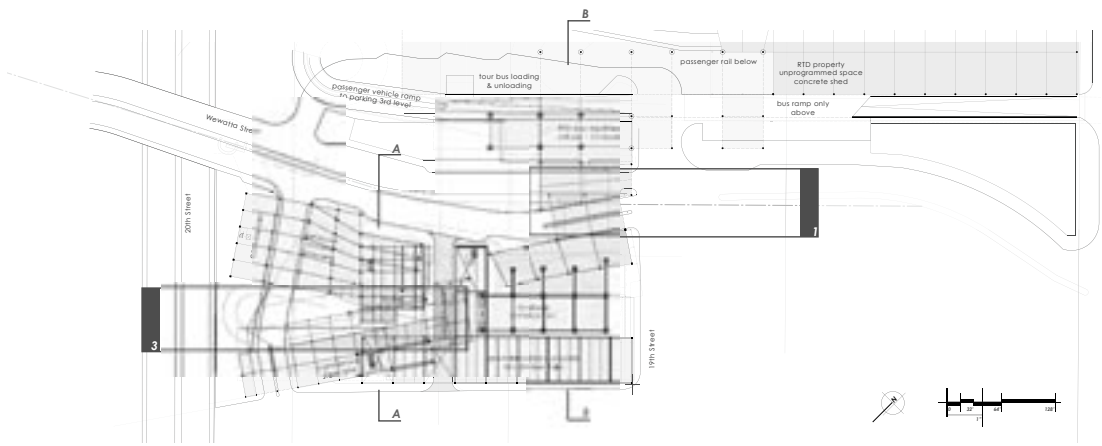 B
passenger rail below
RTD property
unprogrammed space
concrete shed
tour bus loading
& unloading
passenger vehicle ramp
to parking 3rd level
bus ramp only
above
Wewatta
A
20th Street
1
3
19th Street
N
0
32'
64'
128'
1"
A